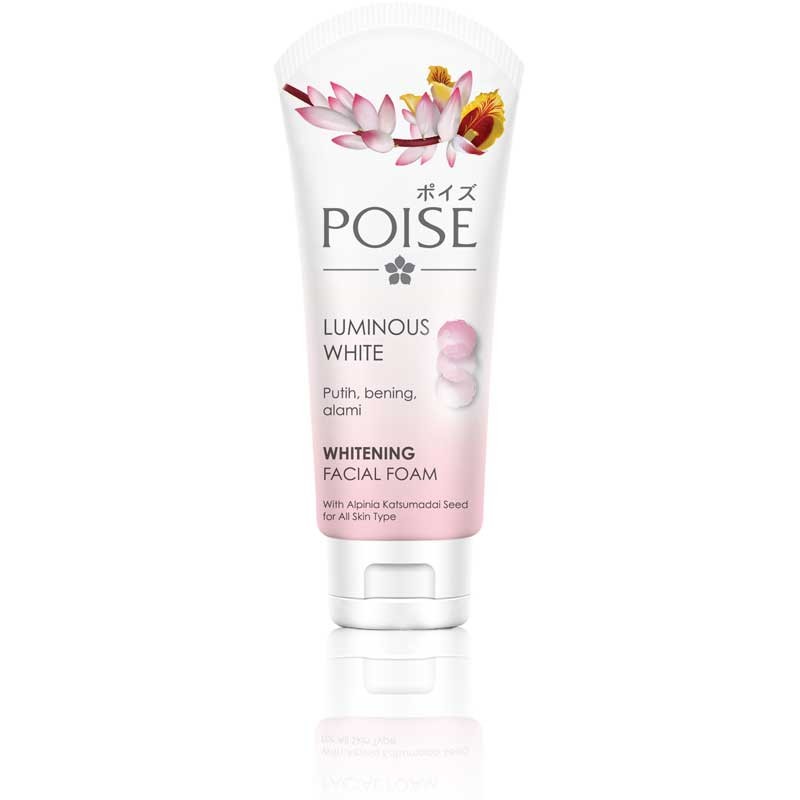 ポイズ
POISE
LUMINOUS
WHITE
Putih, bening,
alami
WHITENING
FACIAL FOAM
With Alpinia Katsumadai Seed
for All Skin Type